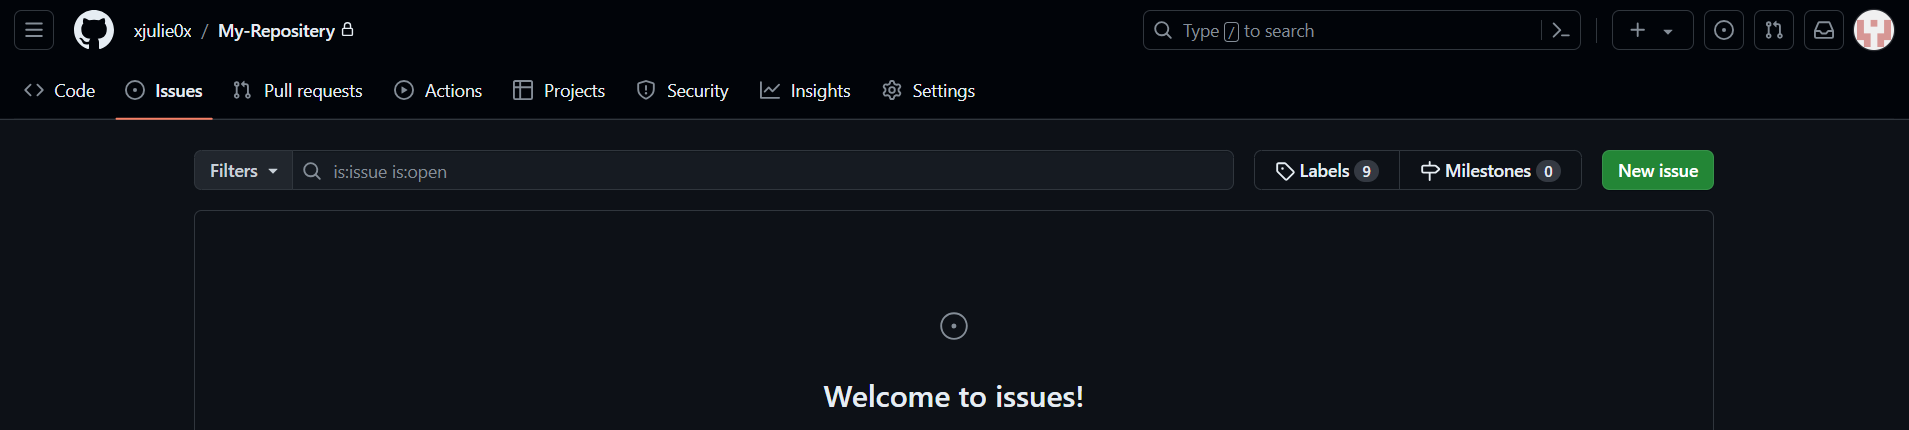 xjulie0x / My-Repositery
Type / to search
Code Issues Pull requests Actions Projects Security Insights Settings
Filters is:issue is:open Labels 9 Milestones 0 New issue
Welcome to issues!